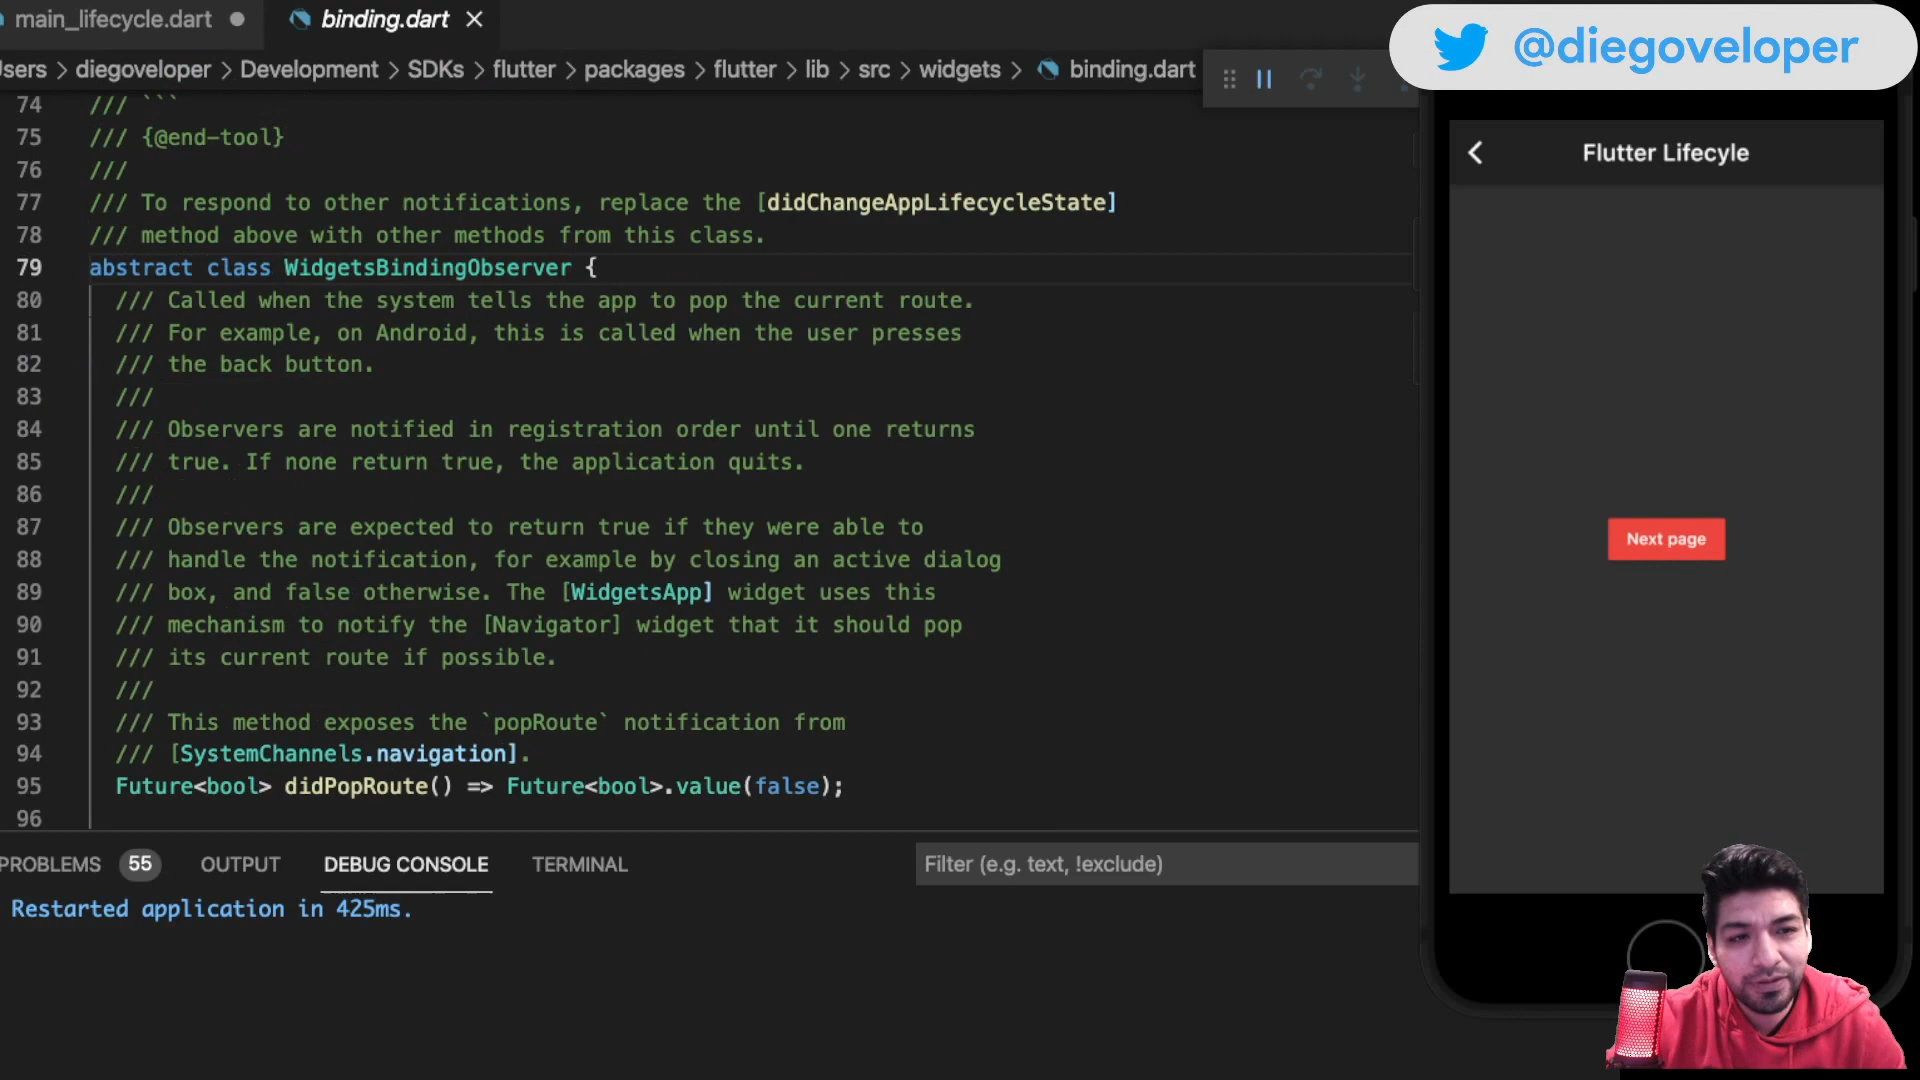 main_lifecycle.dart
binding.dart
sers > diegoveloper > Development > SDKs > flutter > packages > flutter > lib > src > widgets > binding.dart
@diegoveloper
74 /// ```
75 /// {@end-tool}
76 ///
77 /// To respond to other notifications, replace the [didChangeAppLifecycleState]
78 /// method above with other methods from this class.
79 abstract class WidgetsBindingObserver {
80 /// Called when the system tells the app to pop the current route.
81 /// For example, on Android, this is called when the user presses
82 /// the back button.
83 ///
84 /// Observers are notified in registration order until one returns
85 /// true. If none return true, the application quits.
86 ///
87 /// Observers are expected to return true if they were able to
88 /// handle the notification, for example by closing an active dialog
89 /// box, and false otherwise. The [WidgetsApp] widget uses this
90 /// mechanism to notify the [Navigator] widget that it should pop
91 /// its current route if possible.
92 ///
93 /// This method exposes the `popRoute` notification from
94 /// [SystemChannels.navigation].
95 Future<bool> didPopRoute() => Future<bool>.value(false);
96
PROBLEMS 55 OUTPUT DEBUG CONSOLE TERMINAL
Filter (e.g. text, !exclude)
Restarted application in 425ms.
Flutter Lifecyle
Next page